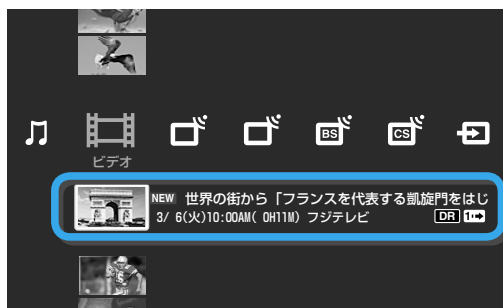 BS
CS
ビデオ
NEW 世界の街から「フランスを代表する凱旋門をはじ
3/ 6(火)10:00AM( 0H11M) フジテレビ DR 1